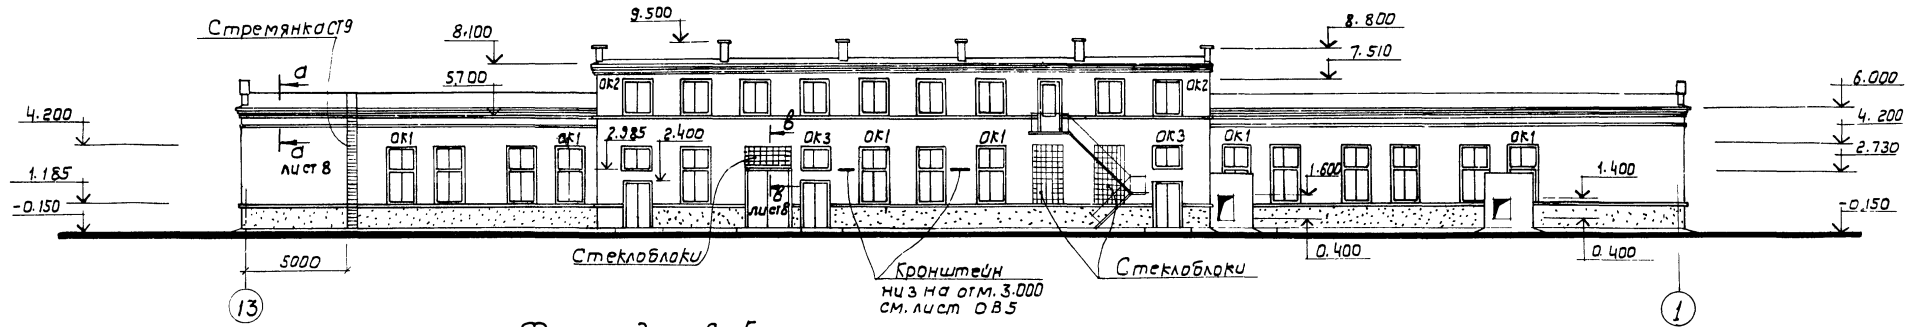 Стремянка СТ9
9.500
8.800
8.100
7.510
а
5.700
ОК2
ОК2
6.000
4.200
4.200
в
2.985
2.400
ОК1
ОК1
ОК3
ОК1
ОК1
ОК3
ОК1
ОК1
а
лист 8
2.730
1.185
1.600
1.400
-0.150
в
лист 8
-0.150
5000
Стеклоблоки
Кронштейн
низ на отм. 3.000
см. лист ОВ5
Стеклоблоки
0.400
0.400
13
1